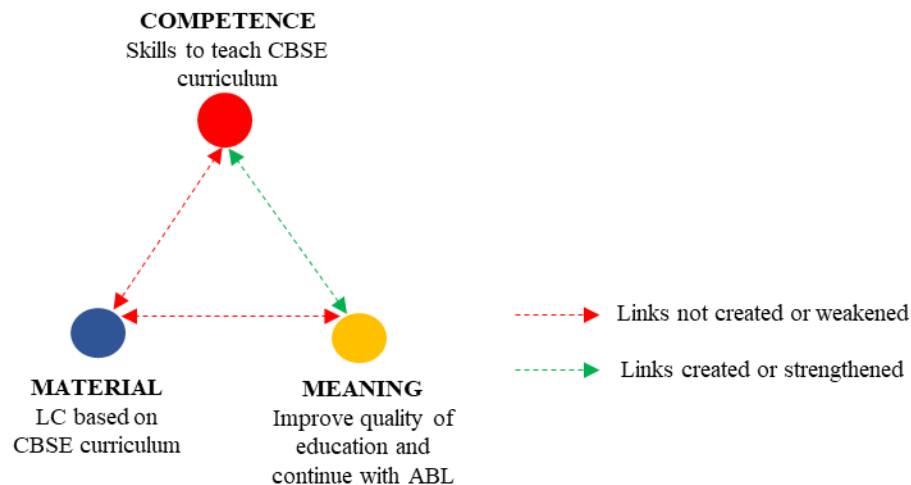 COMPETENCE
Skills to teach CBSE
curriculum
Links not created or weakened
Links created or strengthened
MATERIAL
LC based on
CBSE curriculum
MEANING
Improve quality of
education and
continue with ABL